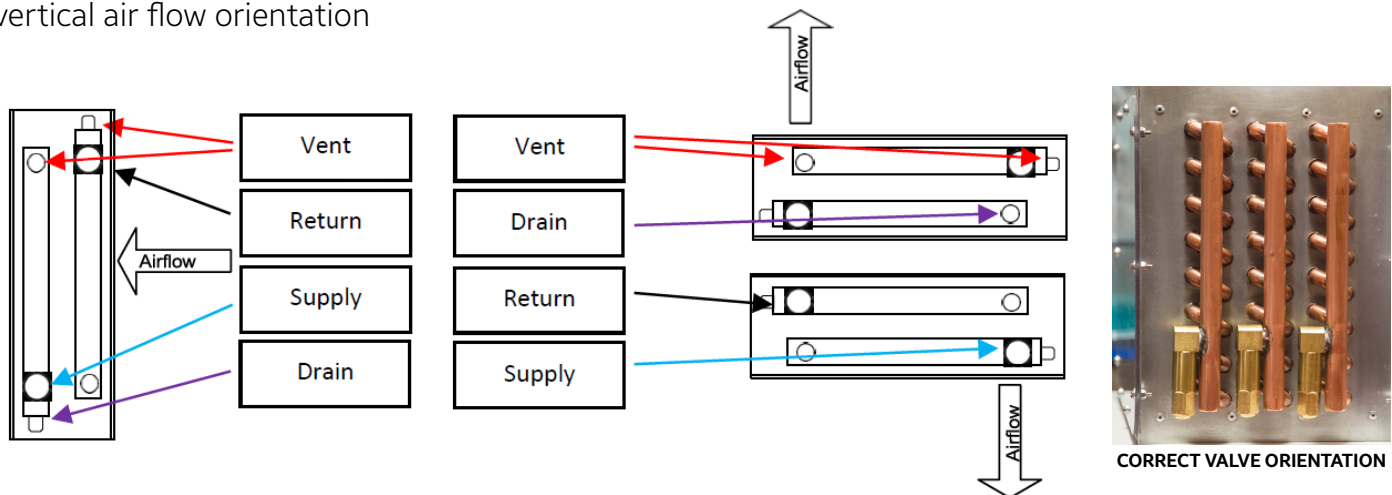 vertical air flow orientation
Vent
Return
Supply
Drain
Airflow
Vent
Drain
Return
Supply
Airflow
Airflow
CORRECT VALVE ORIENTATION